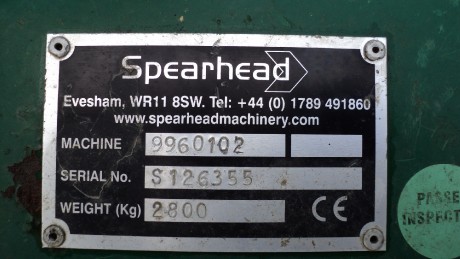 Spearhead
Evesham, WR11 8SW. Tel: +44 (0) 1789 491860
www.spearheadmachinery.com
MACHINE 9960102
SERIAL No. S126355
WEIGHT (Kg) 2800 CE
PASSE
INSPECT